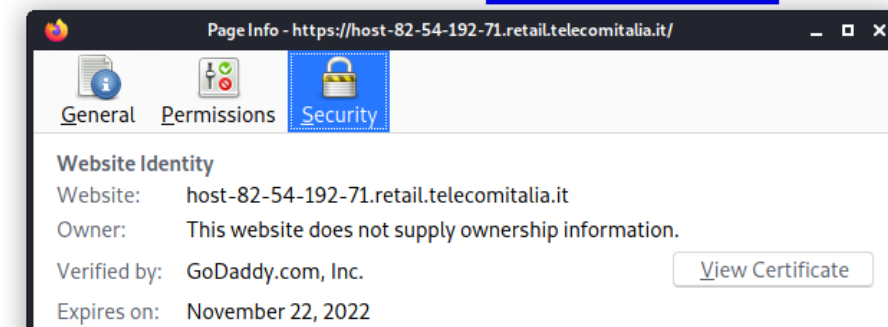 Page Info - https://host-82-54-192-71.retail.telecomitalia.it/
General Permissions Security
Website Identity
Website: host-82-54-192-71.retail.telecomitalia.it
Owner: This website does not supply ownership information.
Verified by: GoDaddy.com, Inc. View Certificate
Expires on: November 22, 2022